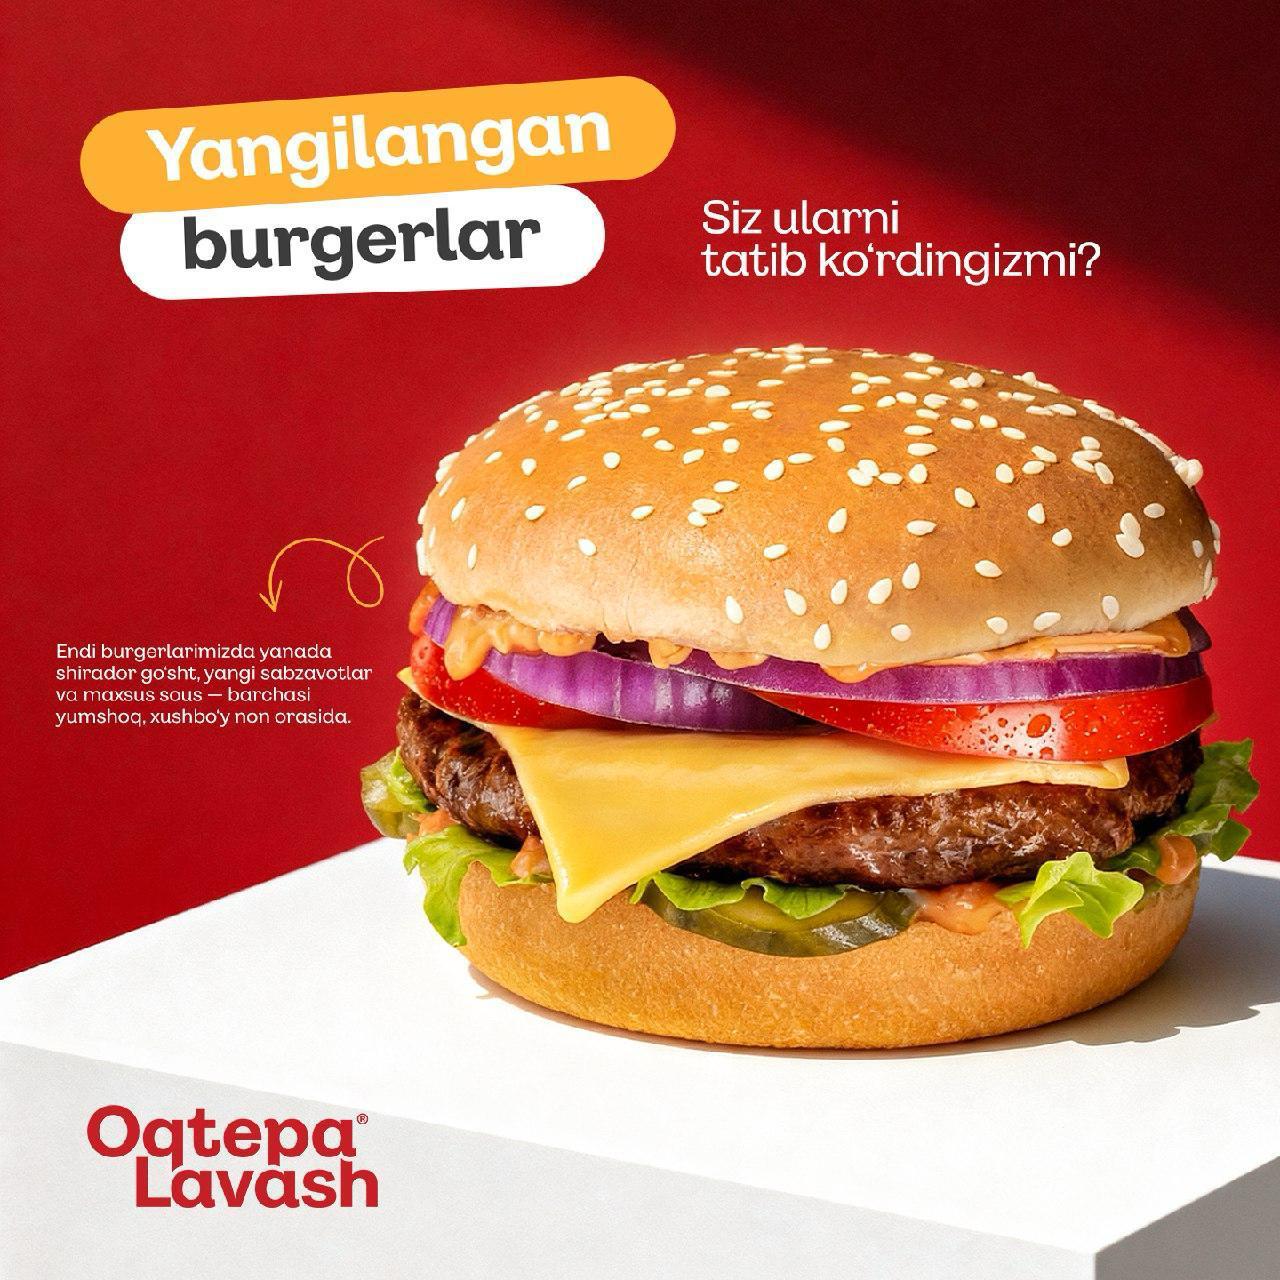 Yangilangan
burgerlar
Siz ularni
tatib ko‘rdingizmi?
Endi burgerlarimizda yanada
shirador go‘sht, yangi sabzavotlar
va maxsus sous — barchasi
yumshoq, xushbo‘y non orasida.
Oqtepa®
Lavash